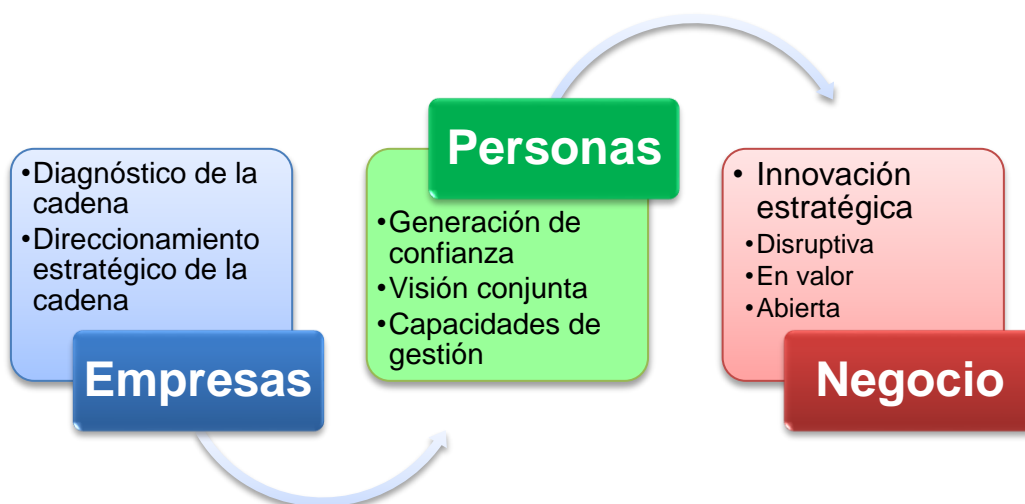 •Diagnóstico de la
cadena
•Direccionamiento
estratégico de la
cadena
Empresas
Personas
•Generación de
confianza
•Visión conjunta
•Capacidades de
gestión
• Innovación
estratégica
•Disruptiva
•En valor
•Abierta
Negocio